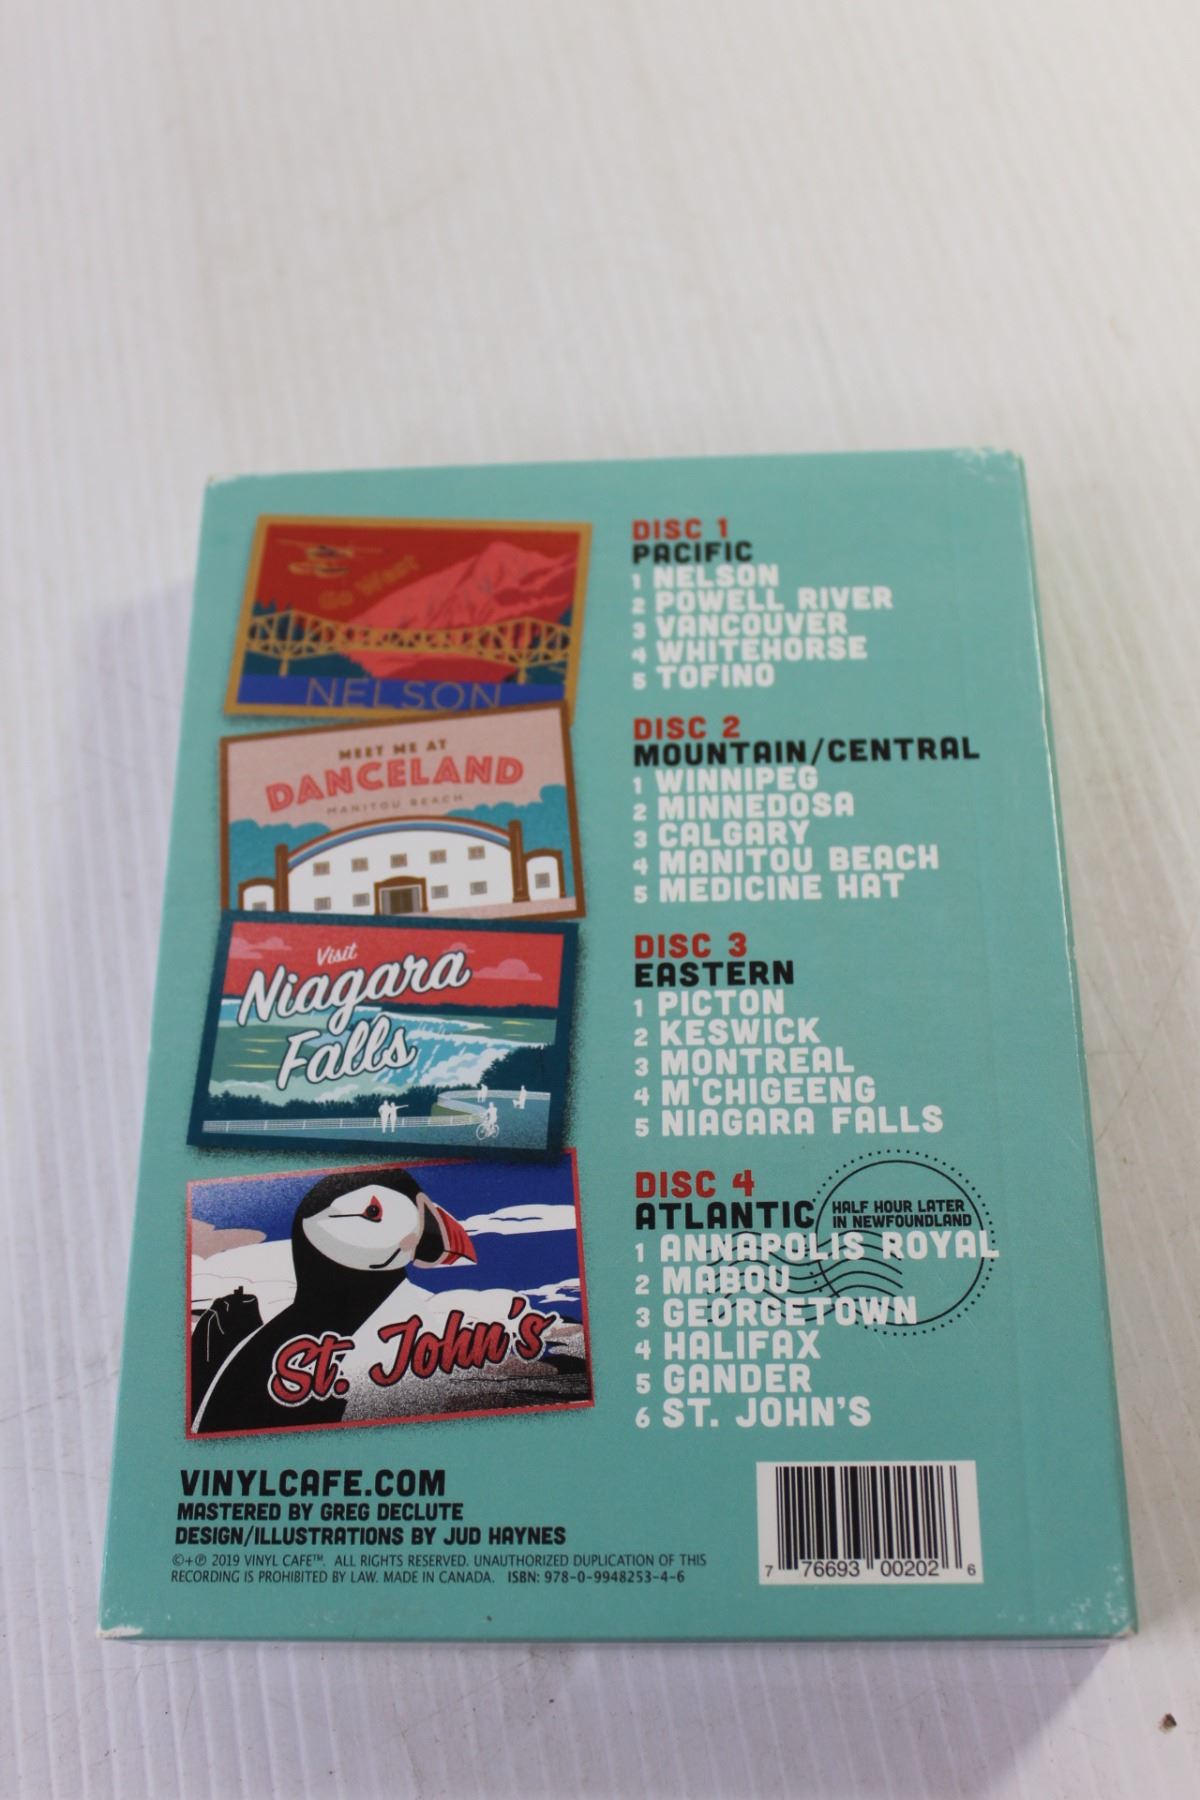 Go West
NELSON
MEET ME AT
DANCELAND
MANITOU BEACH
Visit
Niagara
Falls
St. John's
DISC 1
PACIFIC
1 NELSON
2 POWELL RIVER
3 VANCOUVER
4 WHITEHORSE
5 TOFINO
DISC 2
MOUNTAIN/CENTRAL
1 WINNIPEG
2 MINNEDOSA
3 CALGARY
4 MANITOU BEACH
5 MEDICINE HAT
DISC 3
EASTERN
1 PICTON
2 KESWICK
3 MONTREAL
4 M'CHIGEENG
5 NIAGARA FALLS
DISC 4
ATLANTIC
HALF HOUR LATER
IN NEWFOUNDLAND
1 ANNAPOLIS ROYAL
2 MABOU
3 GEORGETOWN
4 HALIFAX
5 GANDER
6 ST. JOHN'S
VINYLCAFE.COM
MASTERED BY GREG DECLUTE
DESIGN/ILLUSTRATIONS BY JUD HAYNES
©+℗ 2019 VINYL CAFE™. ALL RIGHTS RESERVED. UNAUTHORIZED DUPLICATION OF THIS
RECORDING IS PROHIBITED BY LAW. MADE IN CANADA. ISBN: 978-0-9948253-4-6
7 76693 00202 6